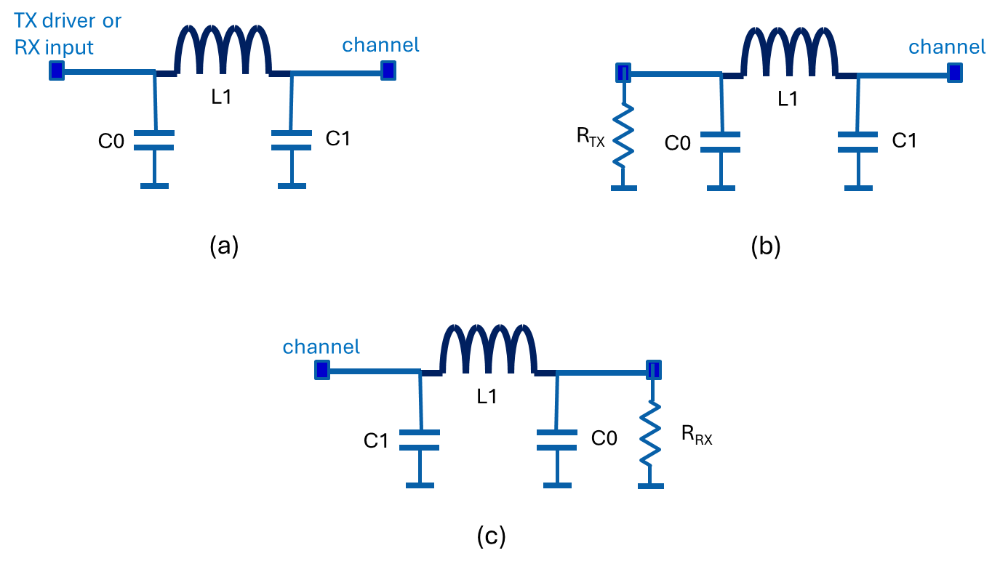 TX driver or
RX input
channel
L1
C0
C1
(a)
channel
L1
RTX
C0
C1
(b)
channel
L1
C1
C0
RRX
(c)